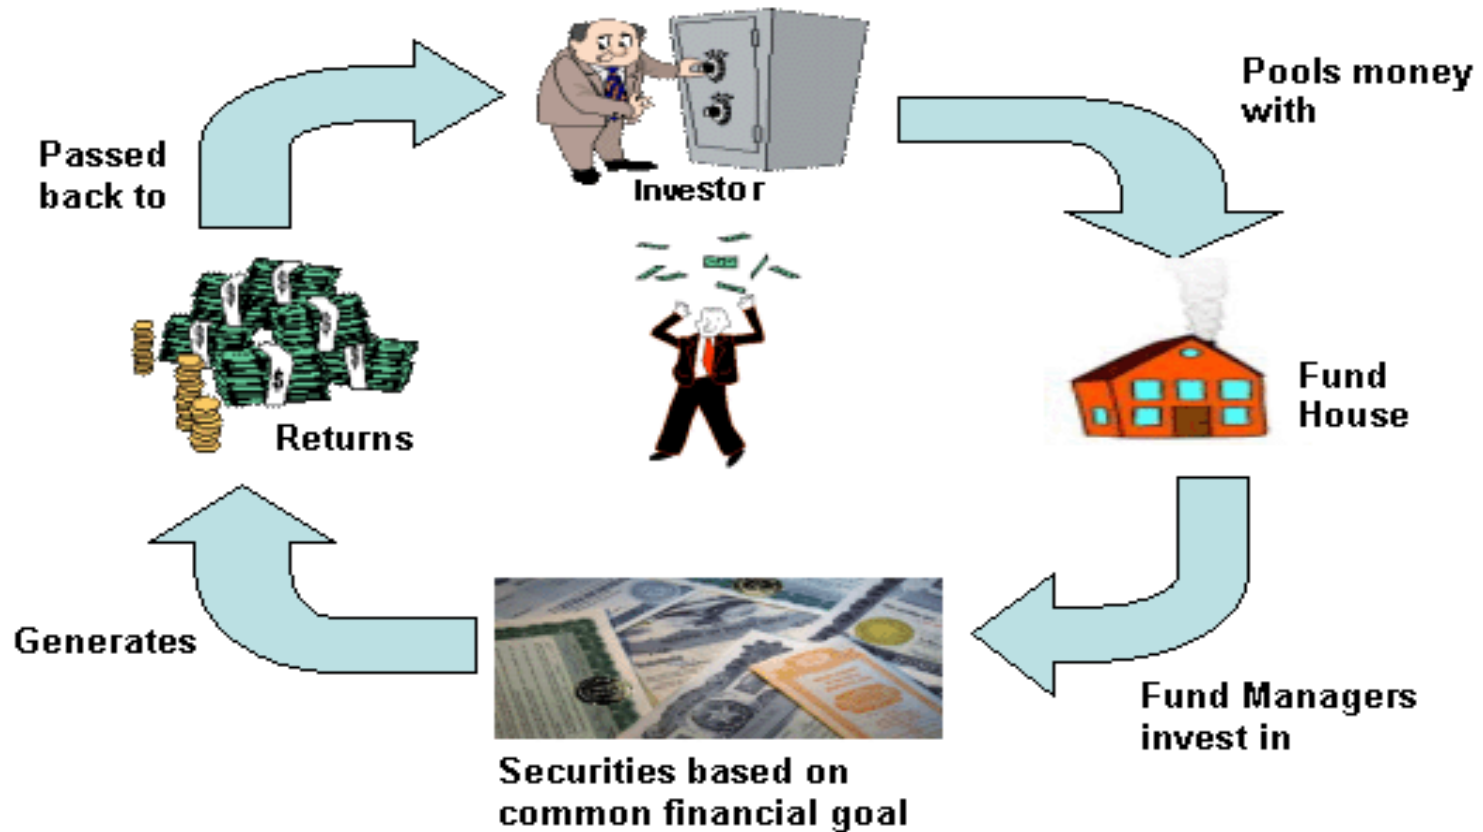 Investor
Pools money
with
Fund
House
Fund Managers
invest in
Securities based on
common financial goal
Generates
Returns
Passed
back to